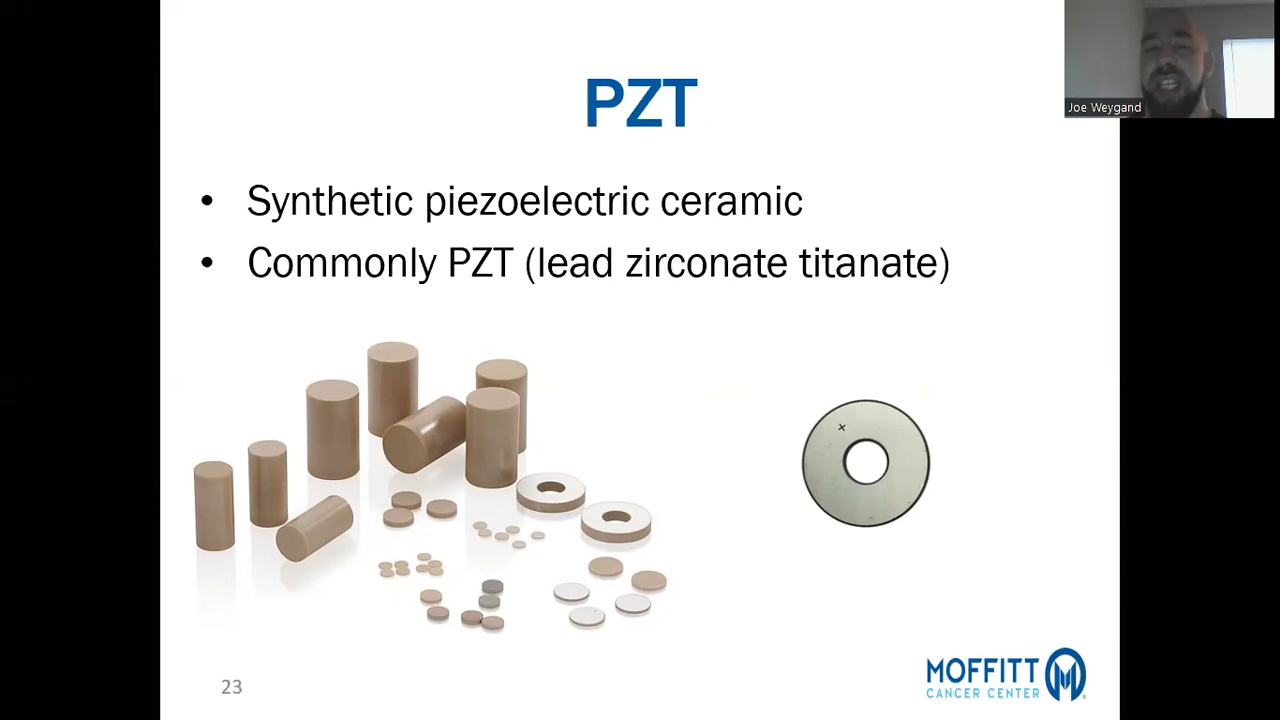 Joe Weygand
PZT
• Synthetic piezoelectric ceramic
• Commonly PZT (lead zirconate titanate)
MOFFITT
CANCER CENTER
23